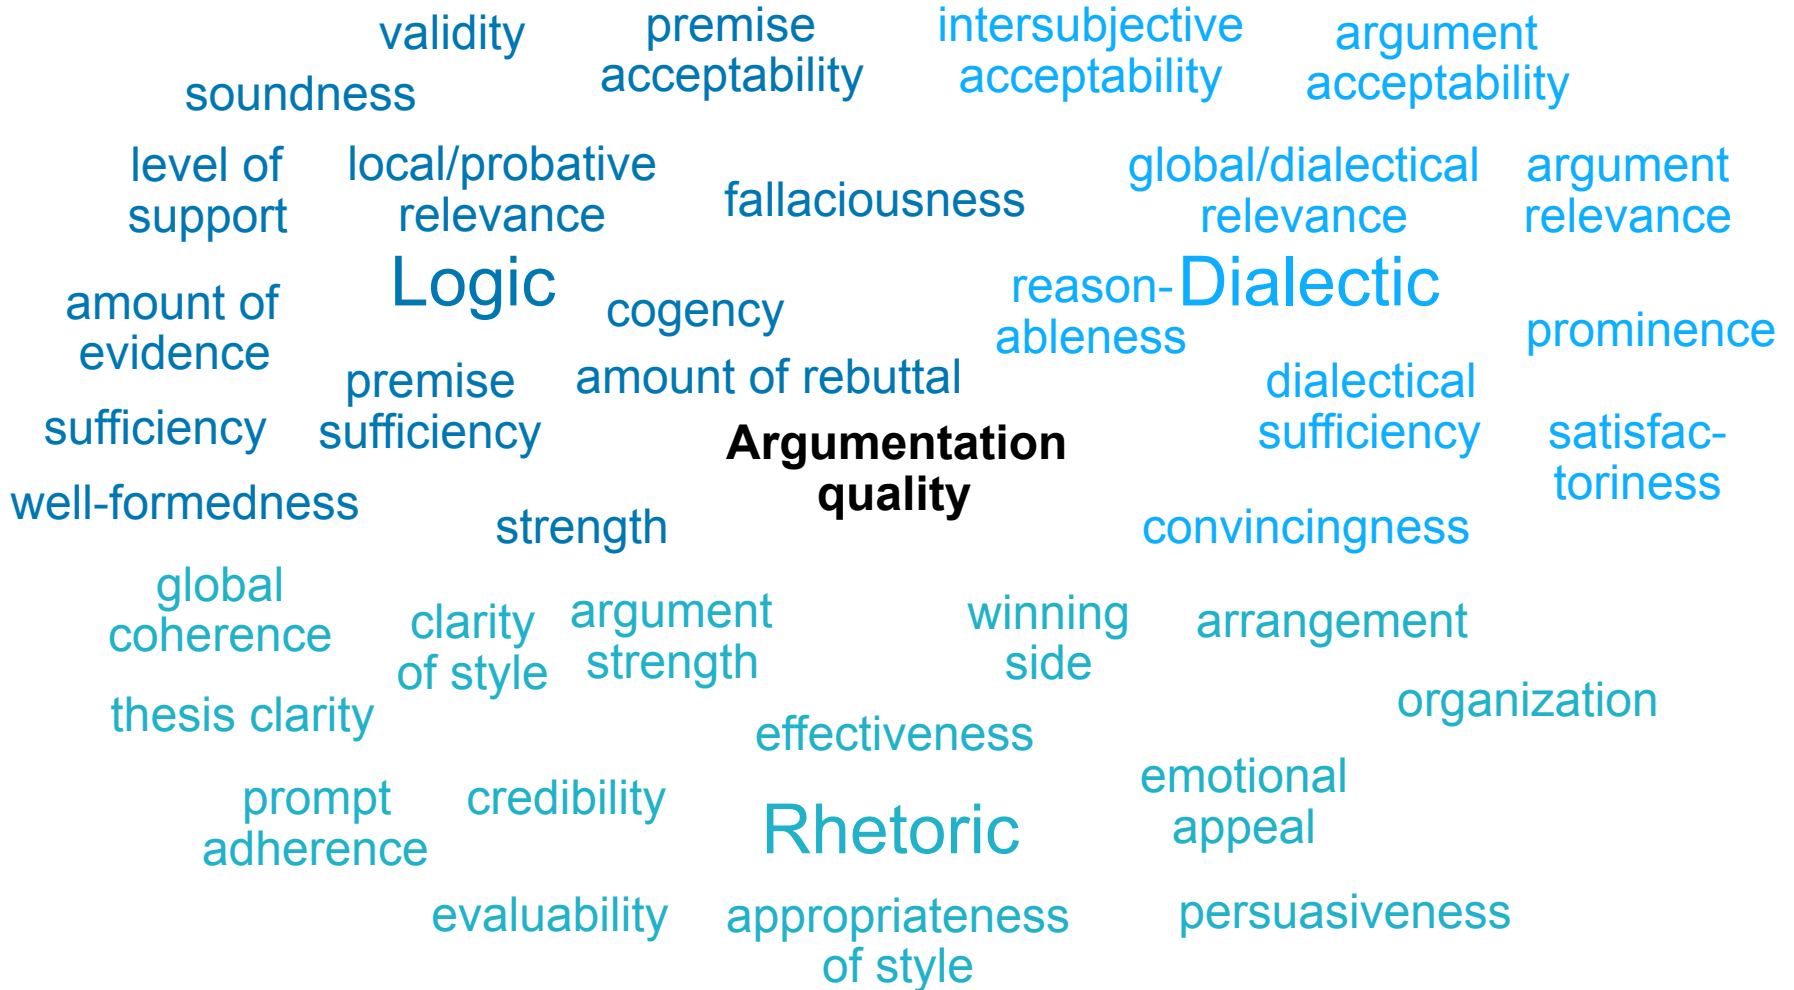 validity
premise
acceptability
intersubjective
acceptability
argument
acceptability
soundness
level of
support
local/probative
relevance
fallaciousness
global/dialectical
relevance
argument
relevance
Logic
reason-
ableness
Dialectic
amount of
evidence
cogency
prominence
premise
sufficiency
amount of rebuttal
dialectical
sufficiency
sufficiency
Argumentation
quality
satisfac-
toriness
well-formedness
strength
convincingness
global
coherence
clarity
of style
argument
strength
winning
side
arrangement
thesis clarity
effectiveness
organization
prompt
adherence
credibility
Rhetoric
emotional
appeal
evaluability
appropriateness
of style
persuasiveness